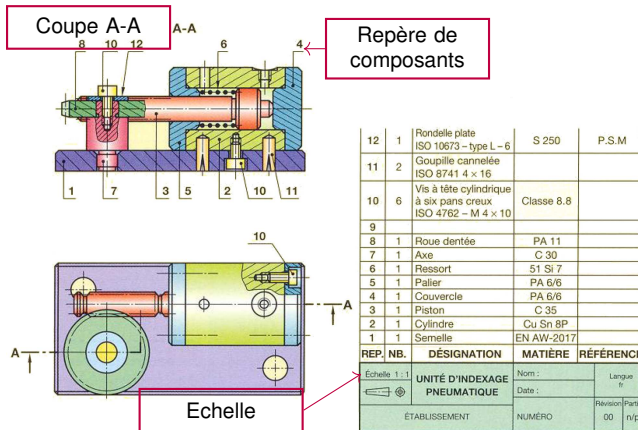 Coupe A-A
A-A
Repère de
composants
8 10 12 6 4
1 7 3 5 2 10 11
10
A
A
12 1 Rondelle plate
ISO 10673 – type L – 6 S 250 P.S.M
11 2 Goupille cannelée
ISO 8741 4 × 16
10 6 Vis à tête cylindrique
à six pans creux Classe 8.8
ISO 4762 – M 4 × 10
9
8 1 Roue dentée PA 11
7 1 Axe C 30
6 1 Ressort 51 Si 7
5 1 Palier PA 6/6
4 1 Couvercle PA 6/6
3 1 Piston C 35
2 1 Cylindre Cu Sn 8P
1 1 Semelle EN AW-2017
REP. NB. DÉSIGNATION MATIÈRE RÉFÉRENCE
Échelle 1 : 1
UNITÉ D'INDEXAGE
PNEUMATIQUE
Nom :
Date :
Langue
fr
Révision
00 n/p
ÉTABLISSEMENT NUMÉRO
Echelle